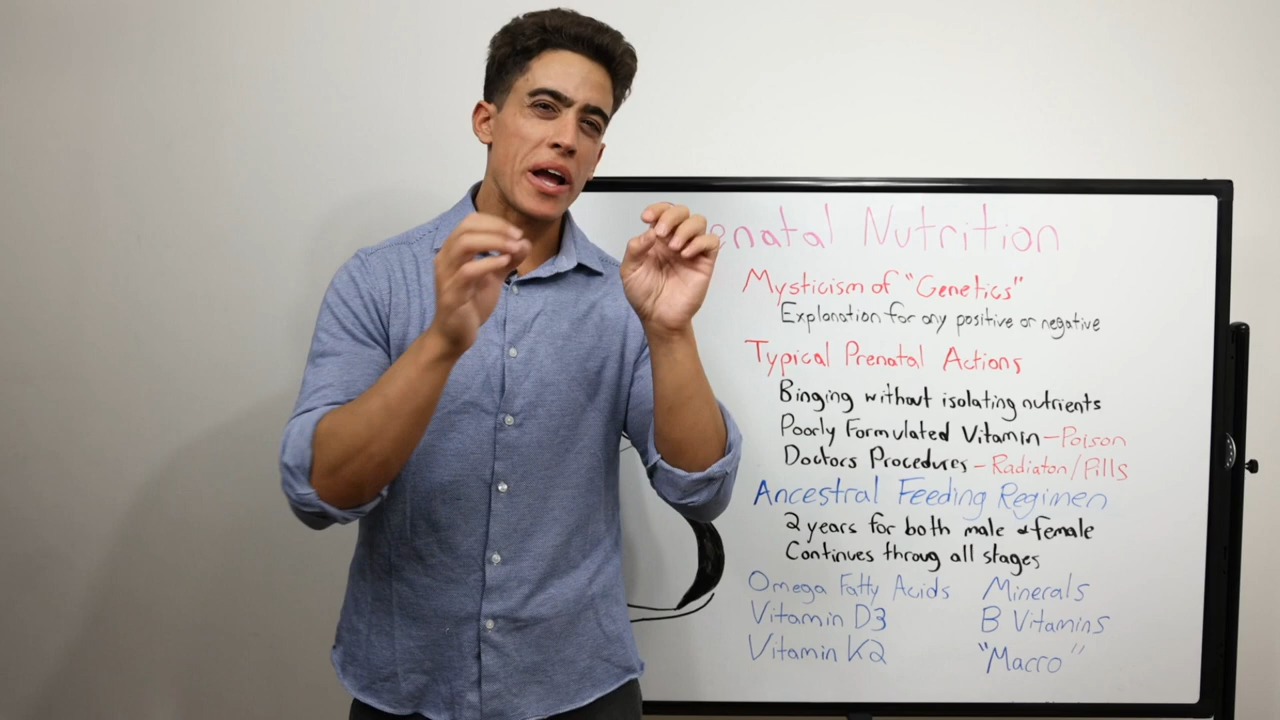 enatal Nutrition
Mysticism of "Genetics"
Explanation for any positive or negative
Typical Prenatal Actions
Binging without isolating nutrients
Poorly Formulated Vitamin - Poison
Doctors Procedures - Radiaton/Pills
Ancestral Feeding Regimen
2 years for both male & female
Continues throug all stages
Omega Fatty Acids Minerals
Vitamin D3 B Vitamins
Vitamin K2 "Macro"